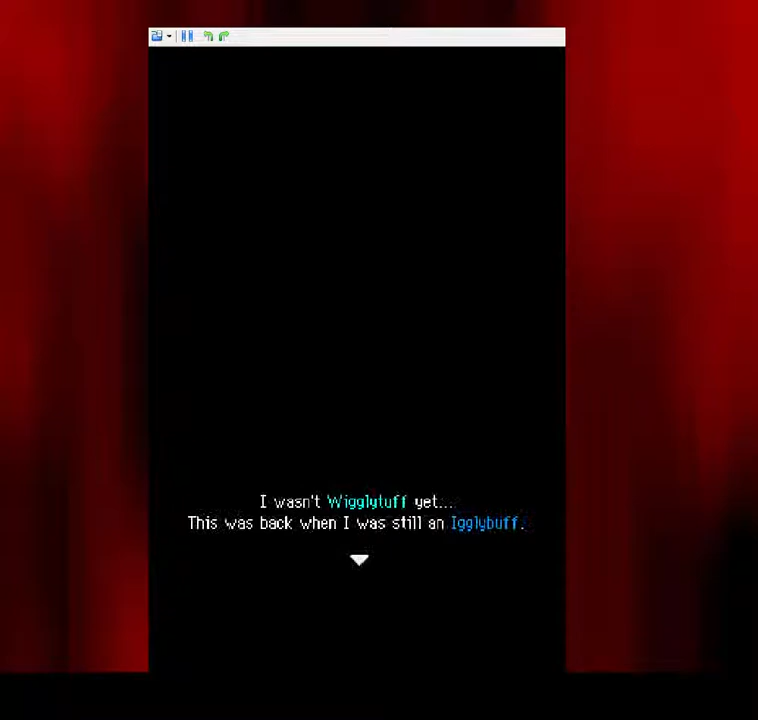 I wasn't Wigglytuff yet...
This was back when I was still an Igglybuff.